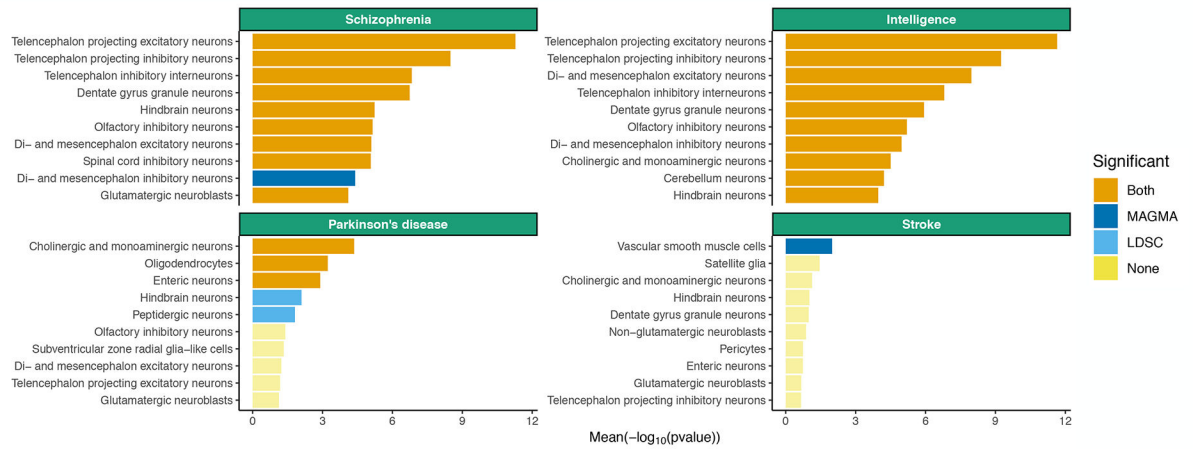 Schizophrenia
Telencephalon projecting excitatory neurons
Telencephalon projecting inhibitory neurons
Telencephalon inhibitory interneurons
Dentate gyrus granule neurons
Hindbrain neurons
Olfactory inhibitory neurons
Di− and mesencephalon excitatory neurons
Spinal cord inhibitory neurons
Di− and mesencephalon inhibitory neurons
Glutamatergic neuroblasts
Intelligence
Telencephalon projecting excitatory neurons
Telencephalon projecting inhibitory neurons
Di− and mesencephalon excitatory neurons
Telencephalon inhibitory interneurons
Dentate gyrus granule neurons
Olfactory inhibitory neurons
Di− and mesencephalon inhibitory neurons
Cholinergic and monoaminergic neurons
Cerebellum neurons
Hindbrain neurons
Parkinson's disease
Cholinergic and monoaminergic neurons
Oligodendrocytes
Enteric neurons
Hindbrain neurons
Peptidergic neurons
Olfactory inhibitory neurons
Subventricular zone radial glia−like cells
Di− and mesencephalon excitatory neurons
Telencephalon projecting excitatory neurons
Glutamatergic neuroblasts
0 3 6 9 12
Stroke
Vascular smooth muscle cells
Satellite glia
Cholinergic and monoaminergic neurons
Hindbrain neurons
Dentate gyrus granule neurons
Non−glutamatergic neuroblasts
Pericytes
Enteric neurons
Glutamatergic neuroblasts
Telencephalon projecting inhibitory neurons
0 3 6 9 12
Mean(−log10(pvalue))
Significant
Both
MAGMA
LDSC
None